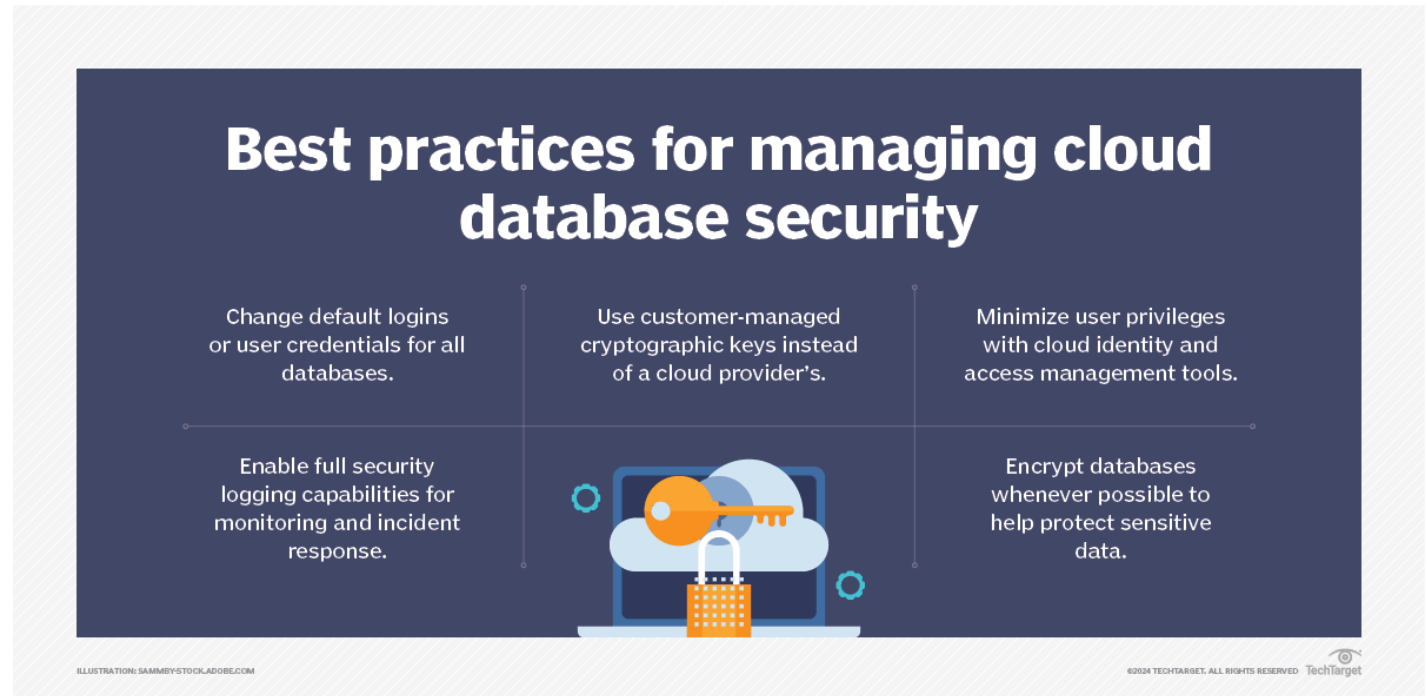 Best practices for managing cloud
database security
Change default logins
or user credentials for all
databases.
Use customer-managed
cryptographic keys instead
of a cloud provider’s.
Minimize user privileges
with cloud identity and
access management tools.
Enable full security
logging capabilities for
monitoring and incident
response.
Encrypt databases
whenever possible to
help protect sensitive
data.
ILLUSTRATION: SAMMBY-STOCK.ADOBE.COM
©2024 TECHTARGET. ALL RIGHTS RESERVED
TechTarget